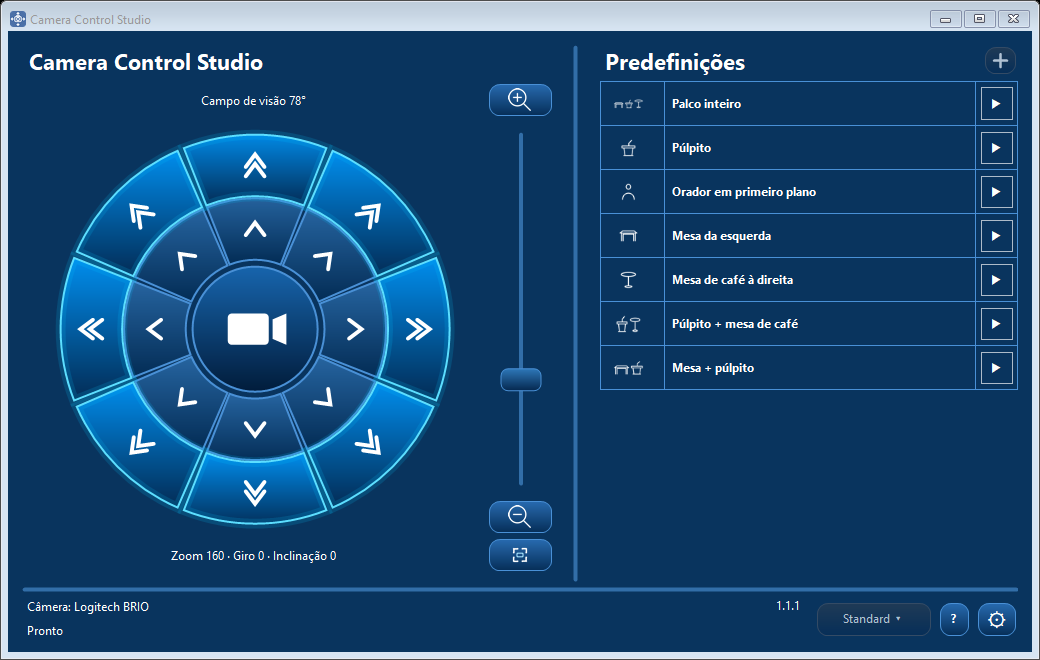 Camera Control Studio
Camera Control Studio
Campo de visão 78°
Zoom 160 · Giro 0 · Inclinação 0
Predefinições
Palco inteiro
Púlpito
Orador em primeiro plano
Mesa da esquerda
Mesa de café à direita
Púlpito + mesa de café
Mesa + púlpito
Câmera: Logitech BRIO
Pronto
1.1.1
Standard
?